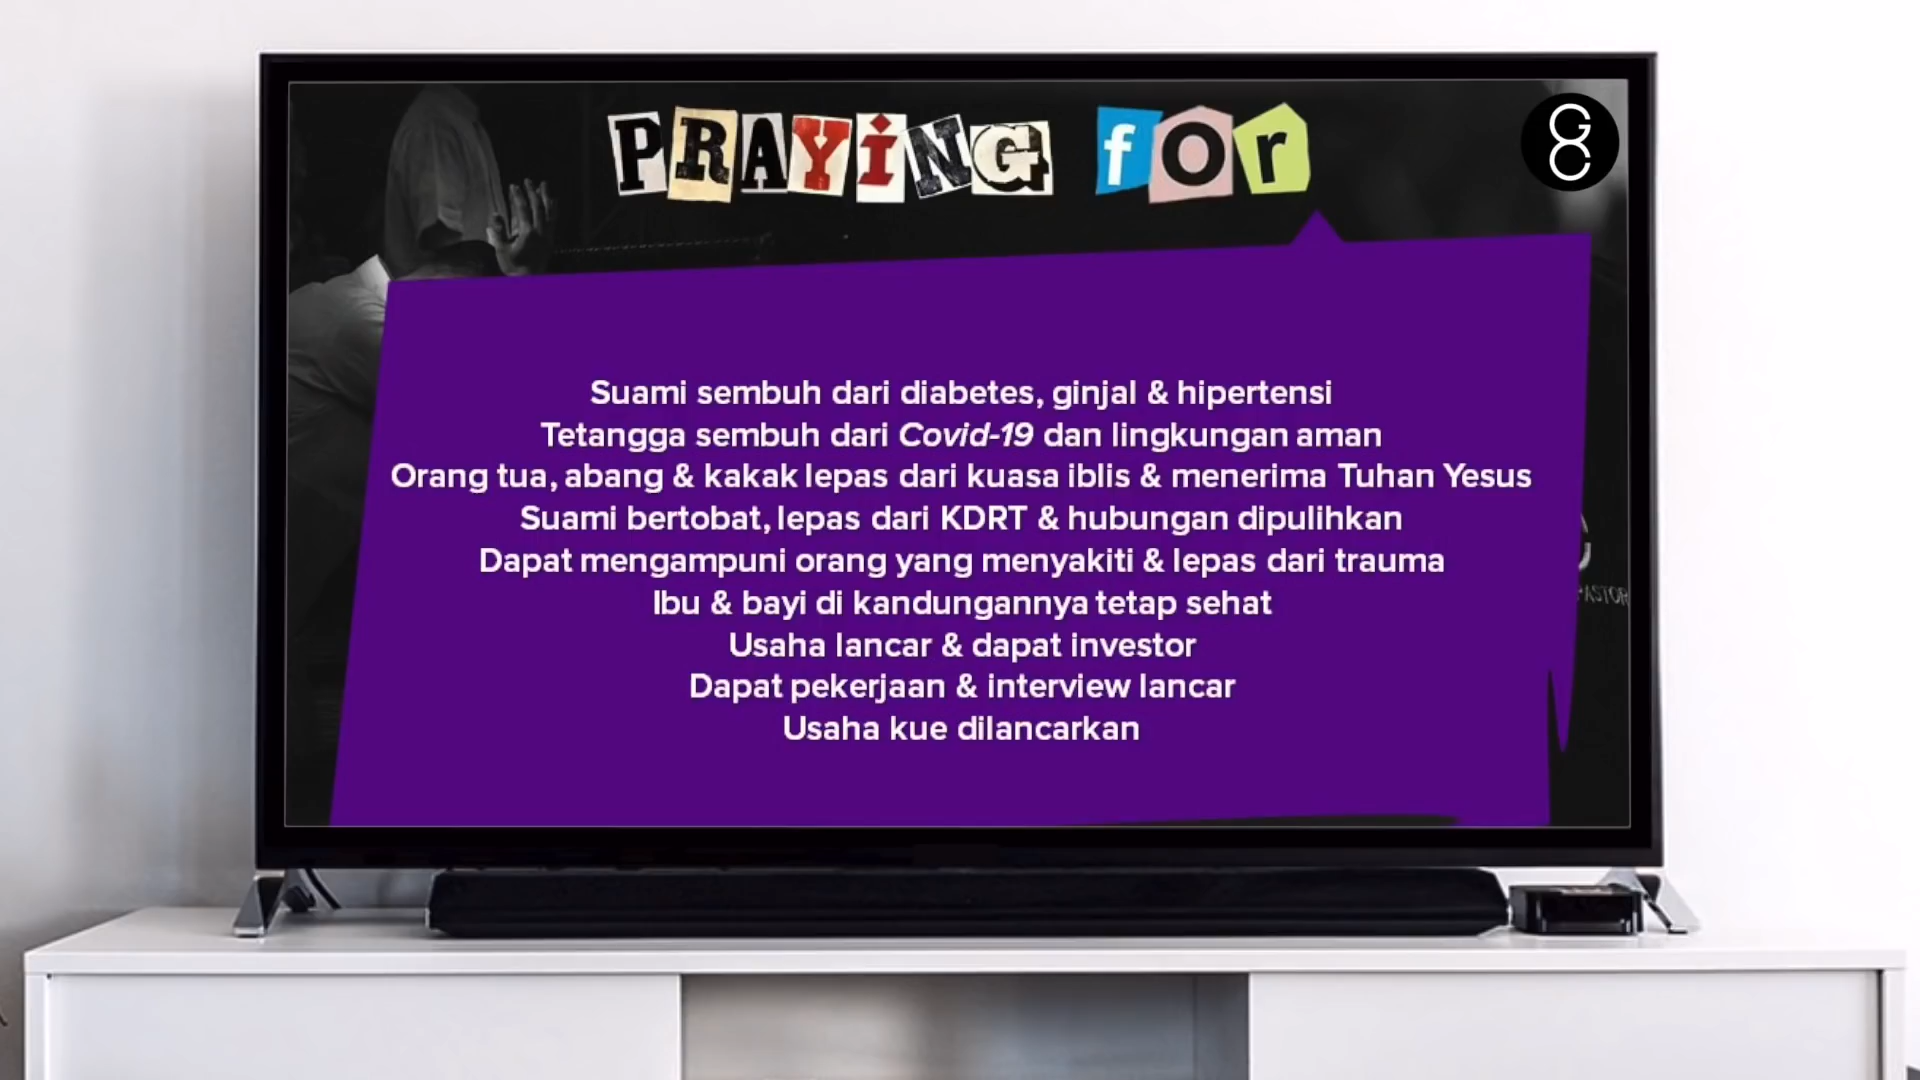 PRAYiNG for
GC
Suami sembuh dari diabetes, ginjal & hipertensi
Tetangga sembuh dari Covid-19 dan lingkungan aman
Orang tua, abang & kakak lepas dari kuasa iblis & menerima Tuhan Yesus
Suami bertobat, lepas dari KDRT & hubungan dipulihkan
Dapat mengampuni orang yang menyakiti & lepas dari trauma
Ibu & bayi di kandungannya tetap sehat
Usaha lancar & dapat investor
Dapat pekerjaan & interview lancar
Usaha kue dilancarkan